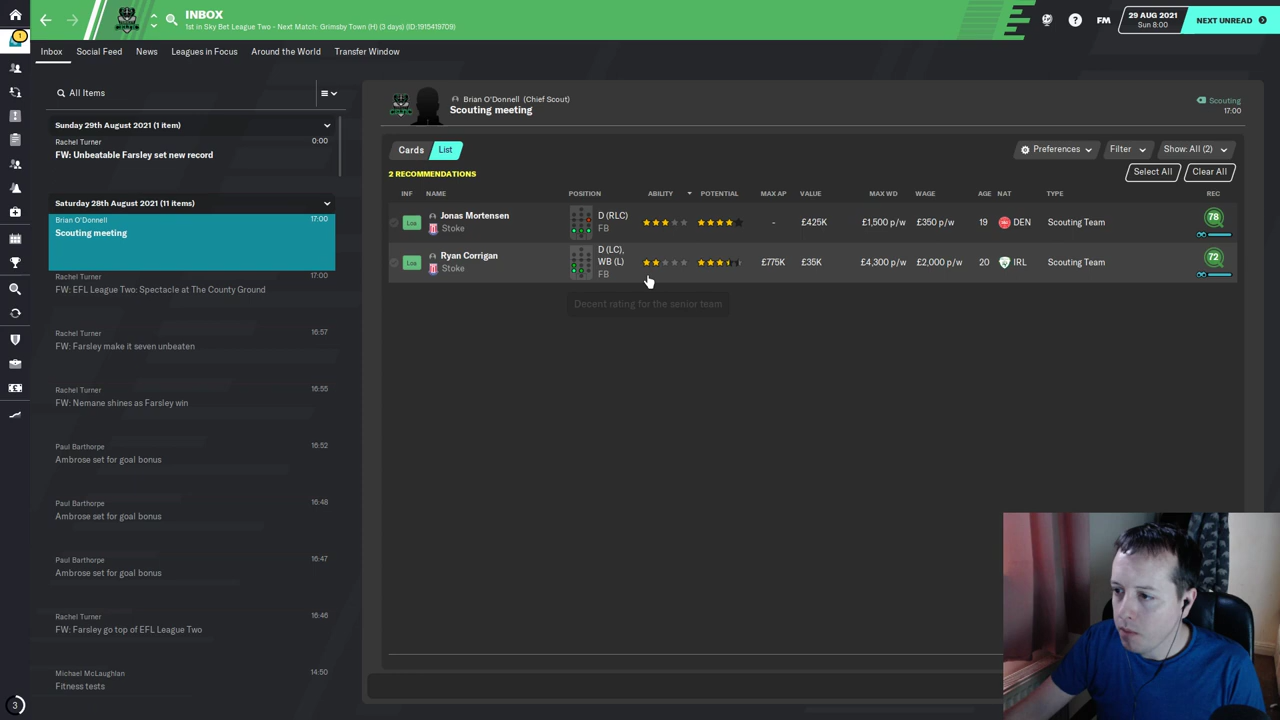 INBOX
1st in Sky Bet League Two - Next Match: Grimsby Town (H) (3 days) (ID:1915419709)
FM
29 AUG 2021
Sun 8:00
NEXT UNREAD
1
Inbox
Social Feed
News
Leagues in Focus
Around the World
Transfer Window
All Items
Sunday 29th August 2021 (1 item)
Rachel Turner
0:00
FW: Unbeatable Farsley set new record
Saturday 28th August 2021 (11 items)
Brian O'Donnell
17:00
Scouting meeting
Rachel Turner
17:00
FW: EFL League Two: Spectacle at The County Ground
Rachel Turner
16:57
FW: Farsley make it seven unbeaten
Rachel Turner
16:55
FW: Nemane shines as Farsley win
Paul Barthorpe
16:52
Ambrose set for goal bonus
Paul Barthorpe
16:48
Ambrose set for goal bonus
Paul Barthorpe
16:47
Ambrose set for goal bonus
Rachel Turner
16:46
FW: Farsley go top of EFL League Two
Michael McLaughlan
14:50
Fitness tests
3
Brian O'Donnell (Chief Scout)
Scouting meeting
Scouting
17:00
Cards
List
Preferences
Filter
Show: All (2)
2 RECOMMENDATIONS
Select All
Clear All
INF NAME POSITION ABILITY POTENTIAL MAX AP VALUE MAX WD WAGE AGE NAT TYPE REC
Loa Jonas Mortensen D (RLC) - £425K £1,500 p/w £350 p/w 19 DEN Scouting Team 78
Stoke FB
Loa Ryan Corrigan D (LC), WB (L) £775K £35K £4,300 p/w £2,000 p/w 20 IRL Scouting Team 72
Stoke FB
Decent rating for the senior team